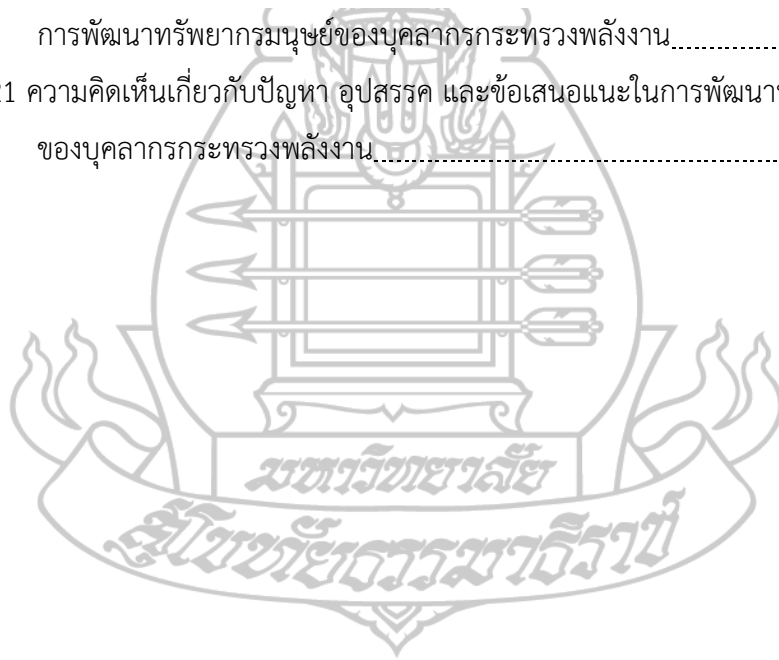 การพัฒนาทรัพยากรมนุษย์ของบุคลากรกระทรวงพลังงาน
21 ความคิดเห็นเกี่ยวกับปัญหา อุปสรรค และข้อเสนอแนะในการพัฒนา
ของบุคลากรกระทรวงพลังงาน
มหาวิทยาลัย
สุโขทัยธรรมาธิราช